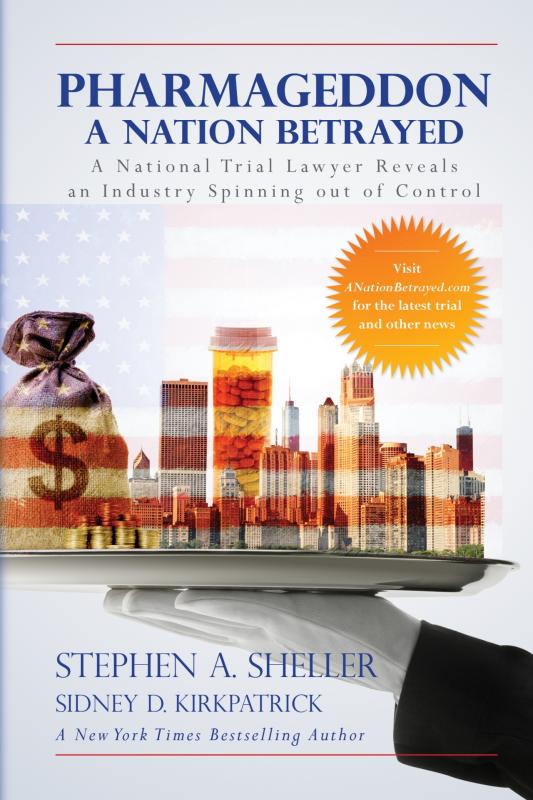 PHARMAGEDDON
A NATION BETRAYED
A National Trial Lawyer Reveals
an Industry Spinning out of Control
Visit
ANationBetrayed.com
for the latest trial
and other news
$
STEPHEN A. SHELLER
SIDNEY D. KIRKPATRICK
A New York Times Bestselling Author